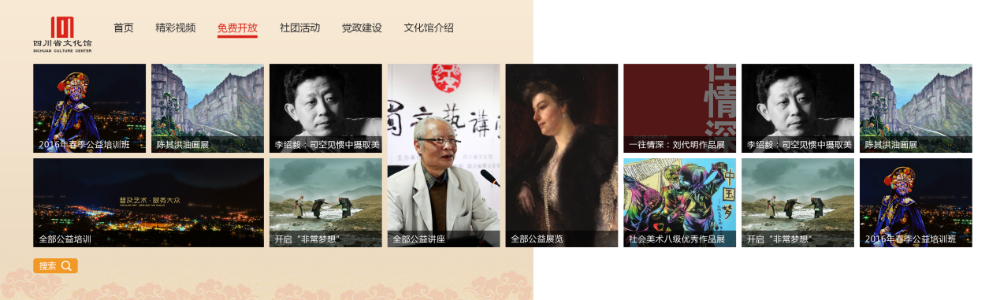 四川省文化馆
SICHUAN CULTURE CENTER
首页
精彩视频
免费开放
社团活动
党政建设
文化馆介绍
2016年春季公益培训班
陈其洪油画展
李绍毅：司空见惯中摄取美
一往情深：刘代明作品展
情深
李绍毅：司空见惯中摄取美
陈其洪油画展
普及艺术·服务大众
全部公益培训
开启“非常梦想”
全部公益讲座
全部公益展览
中国梦
社会美术八级优秀作品展
开启“非常梦想”
2016年春季公益培训班
搜索